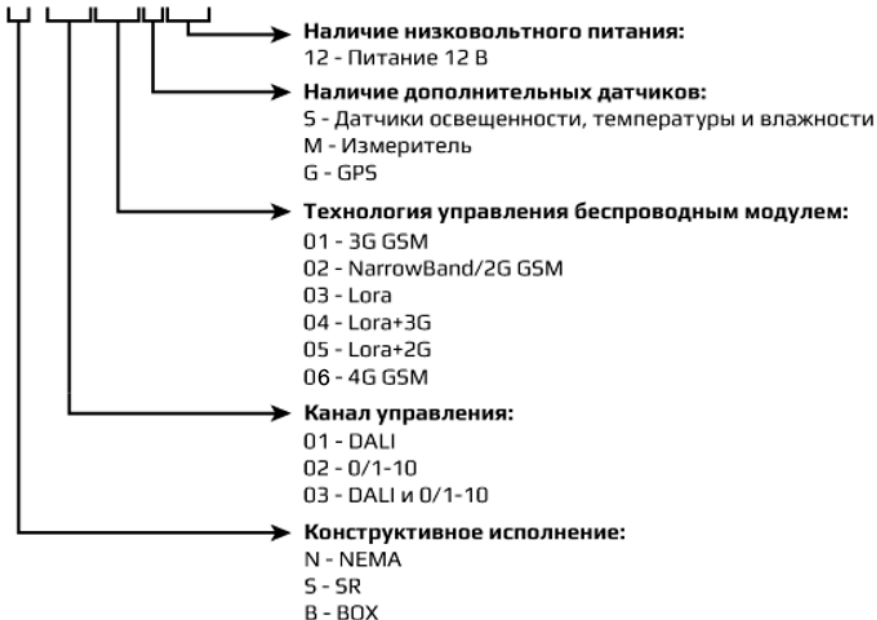 Наличие низковольтного питания:
12 - Питание 12 В
Наличие дополнительных датчиков:
S - Датчики освещенности, температуры и влажности
M - Измеритель
G - GPS
Технология управления беспроводным модулем:
01 - 3G GSM
02 - NarrowBand/2G GSM
03 - Lora
04 - Lora+3G
05 - Lora+2G
06 - 4G GSM
Канал управления:
01 - DALI
02 - 0/1-10
03 - DALI и 0/1-10
Конструктивное исполнение:
N - NEMA
S - SR
B - BOX